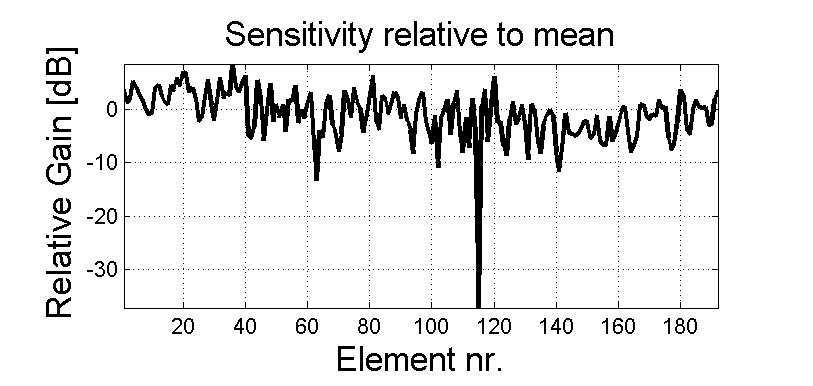 Sensitivity relative to mean
Relative Gain [dB]
0
-10
-20
-30
20 40 60 80 100 120 140 160 180
Element nr.